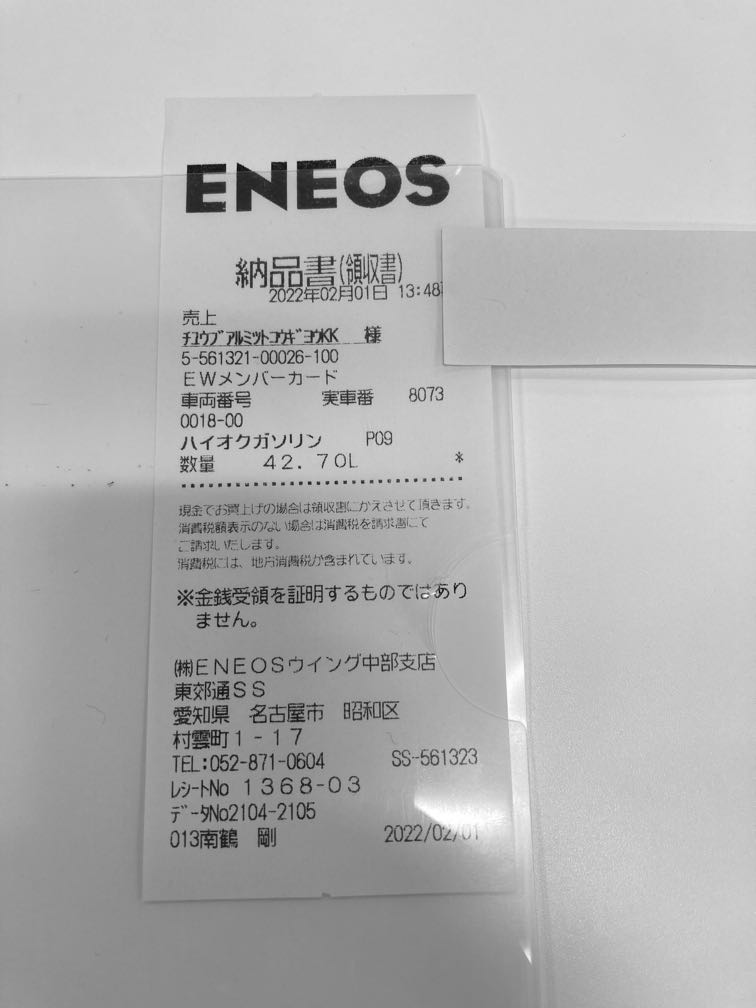 ENEOS
納品書(領収書)
2022年02月01日 13:48
売上
ﾁﾕｳﾌﾞｱﾙﾐﾂﾄｺｳｷﾞﾖｳKK 様
5-561321-00026-100
EWメンバーカード
車両番号 実車番 8073
0018-00
ハイオクガソリン P09
数量 42.70L *
現金でお買上げの場合は領収書にかえさせて頂きます。
消費税額表示のない場合は消費税を請求書にて
ご請求いたします。
消費税には、地方消費税が含まれています。
※金銭受領を証明するものではあり
ません。
㈱ENEOSウイング中部支店
東郊通SS
愛知県 名古屋市 昭和区
村雲町1-17
TEL:052-871-0604 SS-561323
ﾚｼｰﾄNo 1368-03
ﾃﾞｰﾀNo2104-2105
013南鶴 剛 2022/02/01